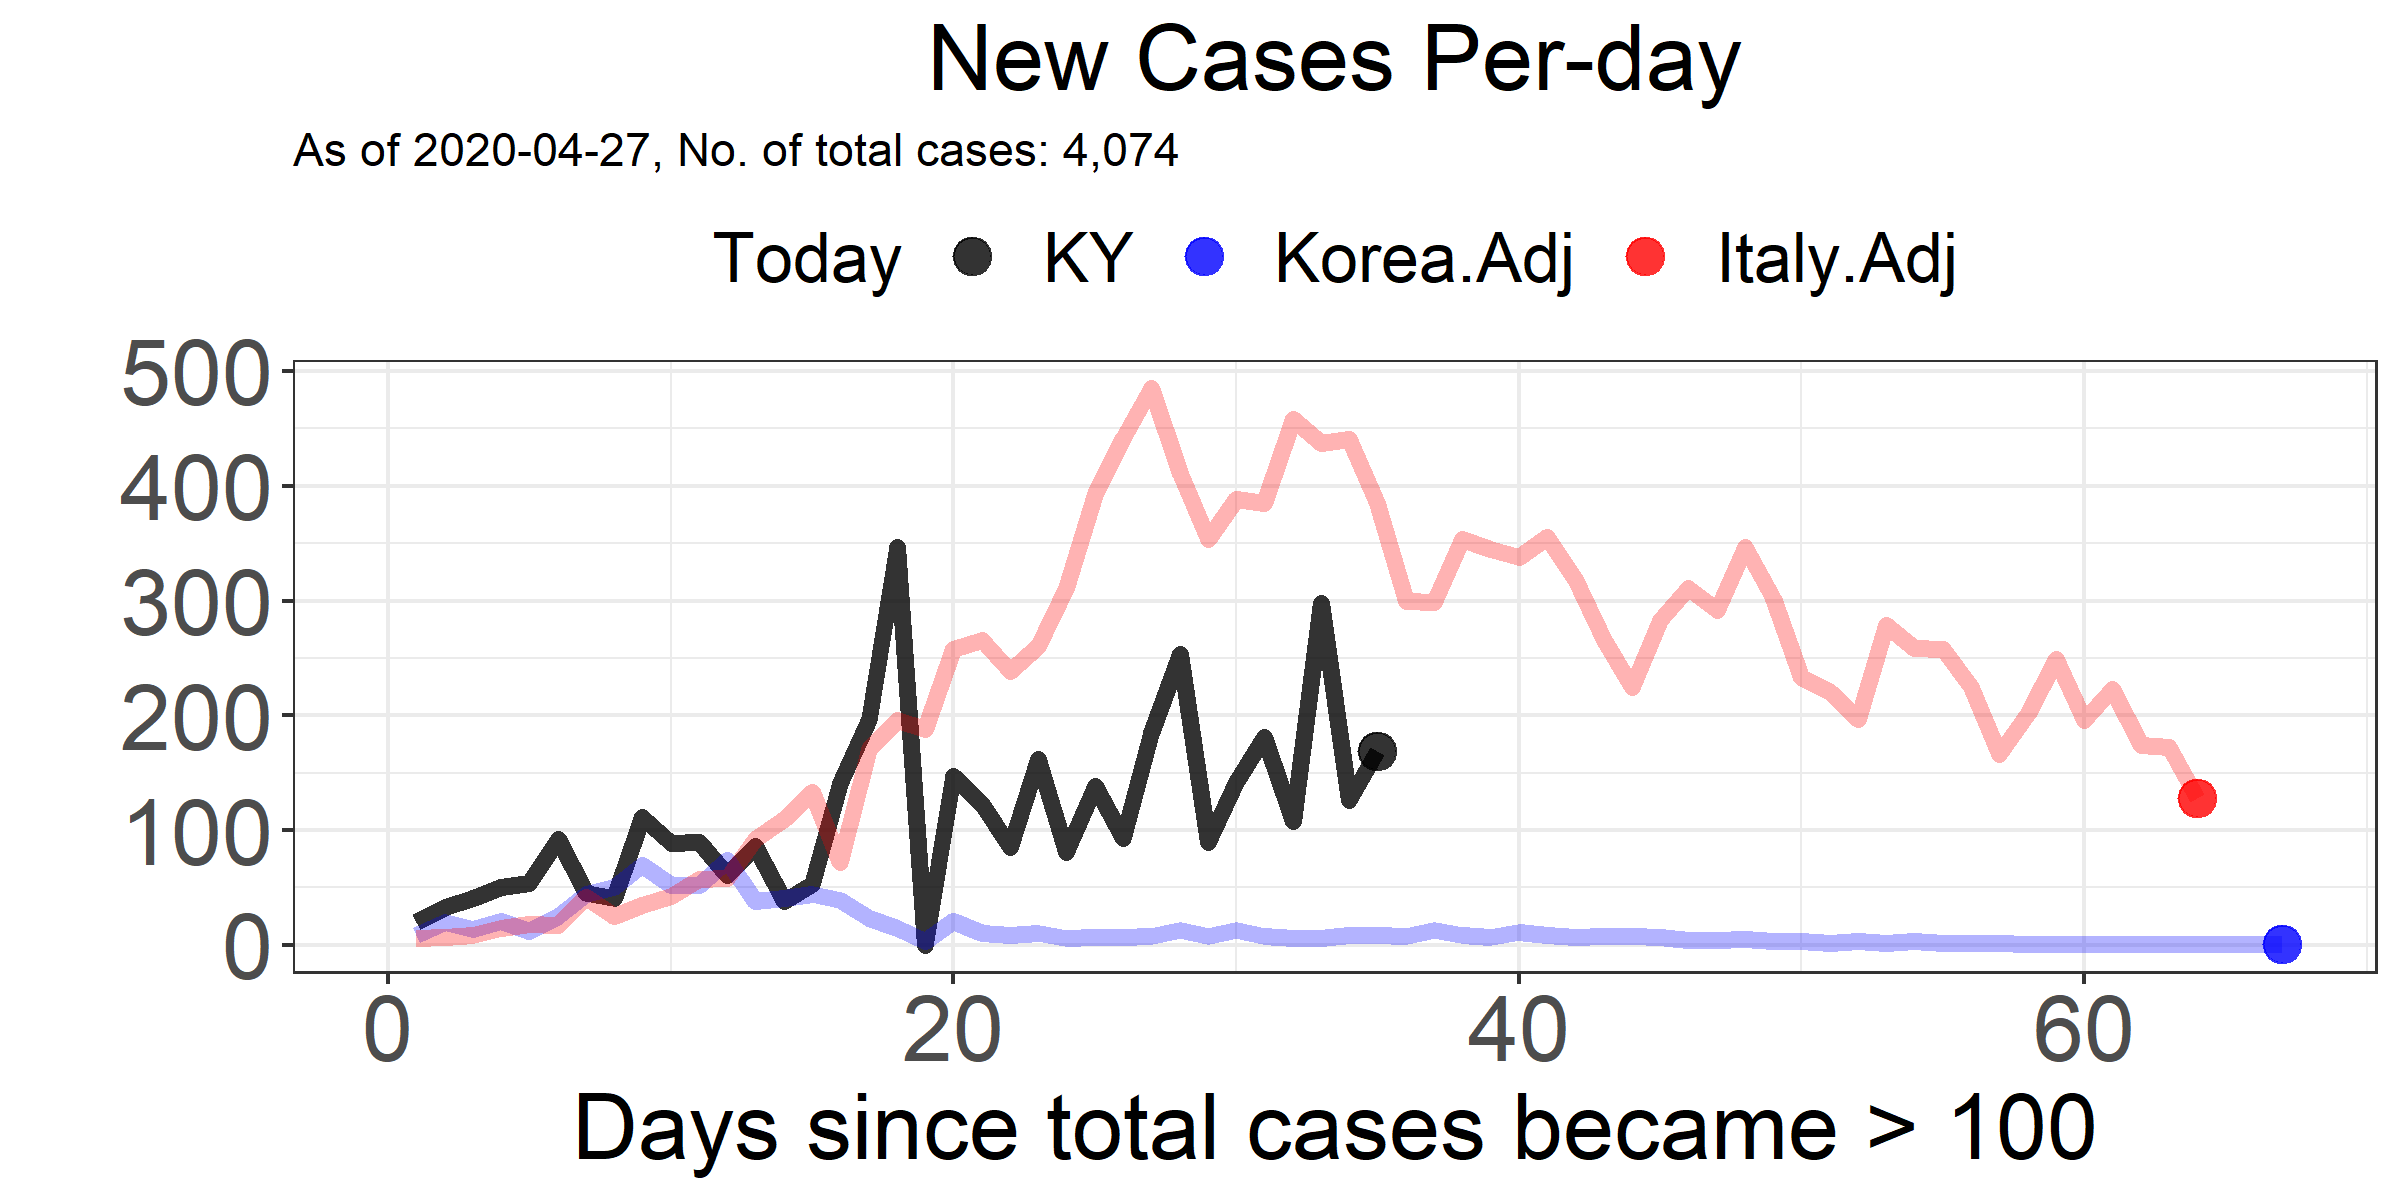 New Cases Per-day
As of 2020-04-27, No. of total cases: 4,074
Today KY Korea.Adj Italy.Adj
500
400
300
200
100
0
0 20 40 60
Days since total cases became > 100